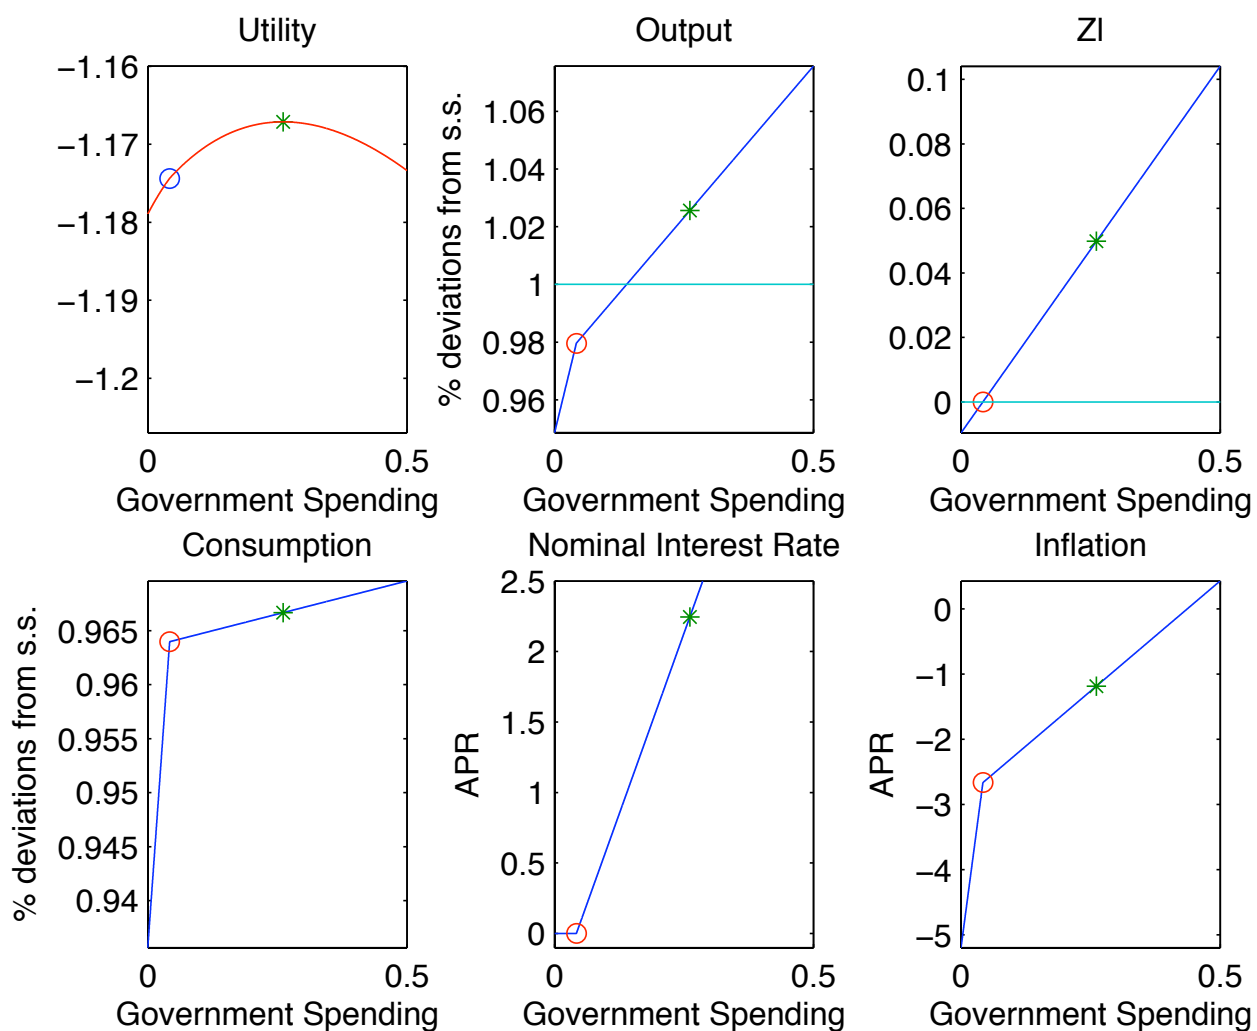 Utility
−1.16
−1.17
−1.18
−1.19
−1.2
0 0.5
Government Spending
Output
% deviations from s.s.
1.06
1.04
1.02
1
0.98
0.96
0 0.5
Government Spending
ZI
0.1
0.08
0.06
0.04
0.02
0
0 0.5
Government Spending
Consumption
% deviations from s.s.
0.965
0.96
0.955
0.95
0.945
0.94
0 0.5
Government Spending
Nominal Interest Rate
APR
2.5
2
1.5
1
0.5
0
0 0.5
Government Spending
Inflation
APR
0
−1
−2
−3
−4
−5
0 0.5
Government Spending